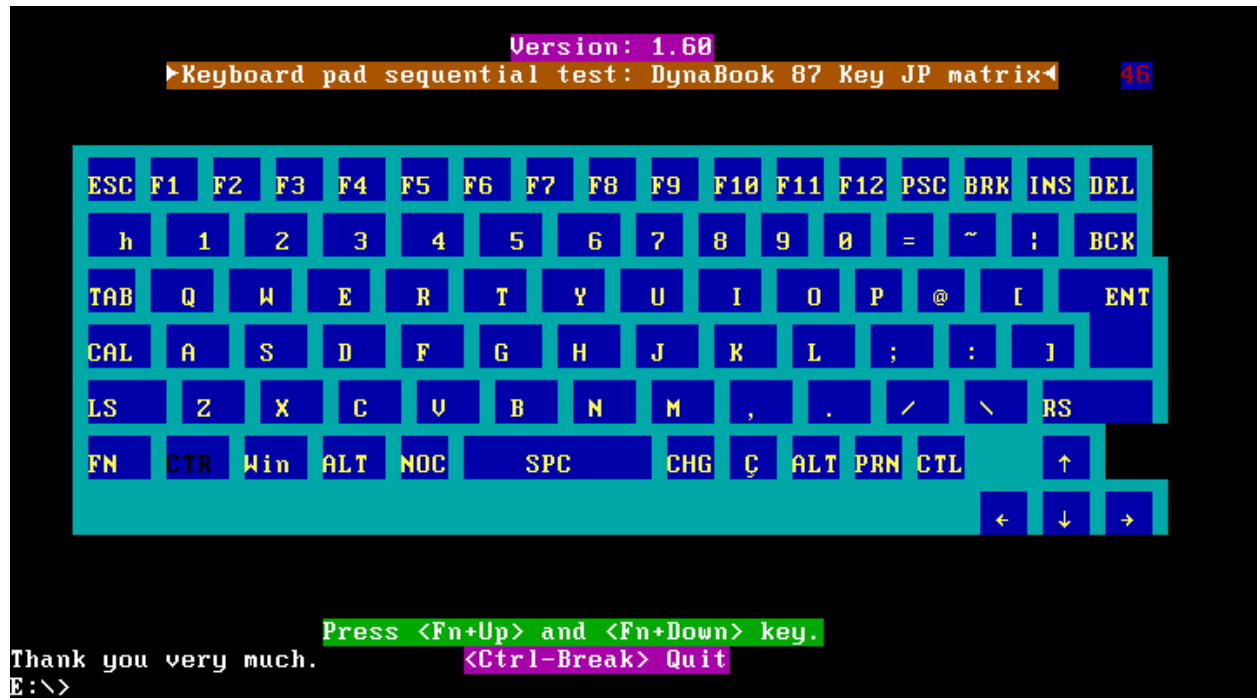 Version: 1.60
►Keyboard pad sequential test: DynaBook 87 Key JP matrix◄ 46
ESC F1 F2 F3 F4 F5 F6 F7 F8 F9 F10 F11 F12 PSC BRK INS DEL
h 1 2 3 4 5 6 7 8 9 0 = ~ ¦ BCK
TAB Q W E R T Y U I O P @ [ ENT
CAL A S D F G H J K L ; : ]
LS Z X C V B N M , . / \ RS
FN CTR Win ALT NOC SPC CHG Ç ALT PRN CTL ↑
← ↓ →
Press <Fn+Up> and <Fn+Down> key.
Thank you very much. <Ctrl-Break> Quit
E:\>